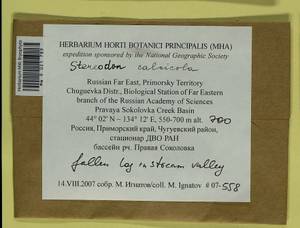 HERBARIUM HORTI BOTANICI PRINCIPALIS (MHA)
expedition sponsored by the National Geographic Society
Stereodon calcicola
Russian Far East, Primorsky Territory
Chuguevka Distr., Biological Station of Far Eastern
branch of the Russian Academy of Sciences
Pravaya Sokolovka Creek Basin
44° 02' N ~ 134° 12' E, 550-700 m alt. 700
Россия, Приморский край, Чугуевский район,
стационар ДВО РАН
бассейн рч. Правая Соколовка
fallen log in stream valley
14.VIII.2007 собр. М. Игнатов/coll. M. Ignatov # 07-558